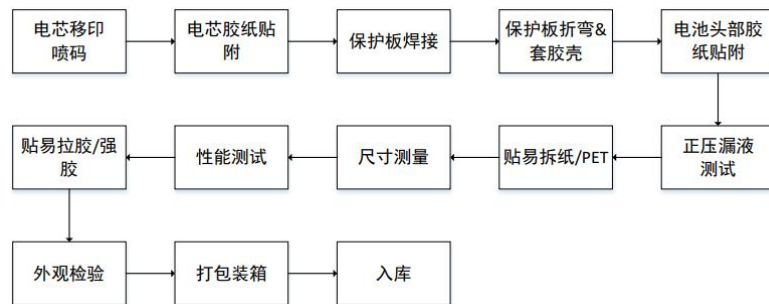 电芯移印
喷码
电芯胶纸贴
附
保护板焊接
保护板折弯&
套胶壳
电池头部胶
纸贴附
贴易拉胶/强
胶
性能测试
尺寸测量
贴易拆纸/PET
正压漏液
测试
外观检验
打包装箱
入库